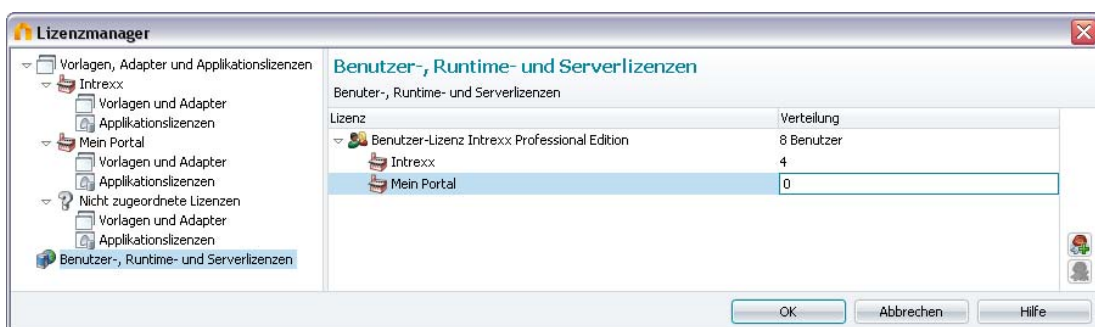 Lizenzmanager
Vorlagen, Adapter und Applikationslizenzen
Intrexx
Vorlagen und Adapter
Applikationslizenzen
Mein Portal
Vorlagen und Adapter
Applikationslizenzen
Nicht zugeordnete Lizenzen
Vorlagen und Adapter
Applikationslizenzen
Benutzer-, Runtime- und Serverlizenzen
Benutzer-, Runtime- und Serverlizenzen
Benuter-, Runtime- und Serverlizenzen
Lizenz Verteilung
Benutzer-Lizenz Intrexx Professional Edition 8 Benutzer
Intrexx 4
Mein Portal 0
OK Abbrechen Hilfe